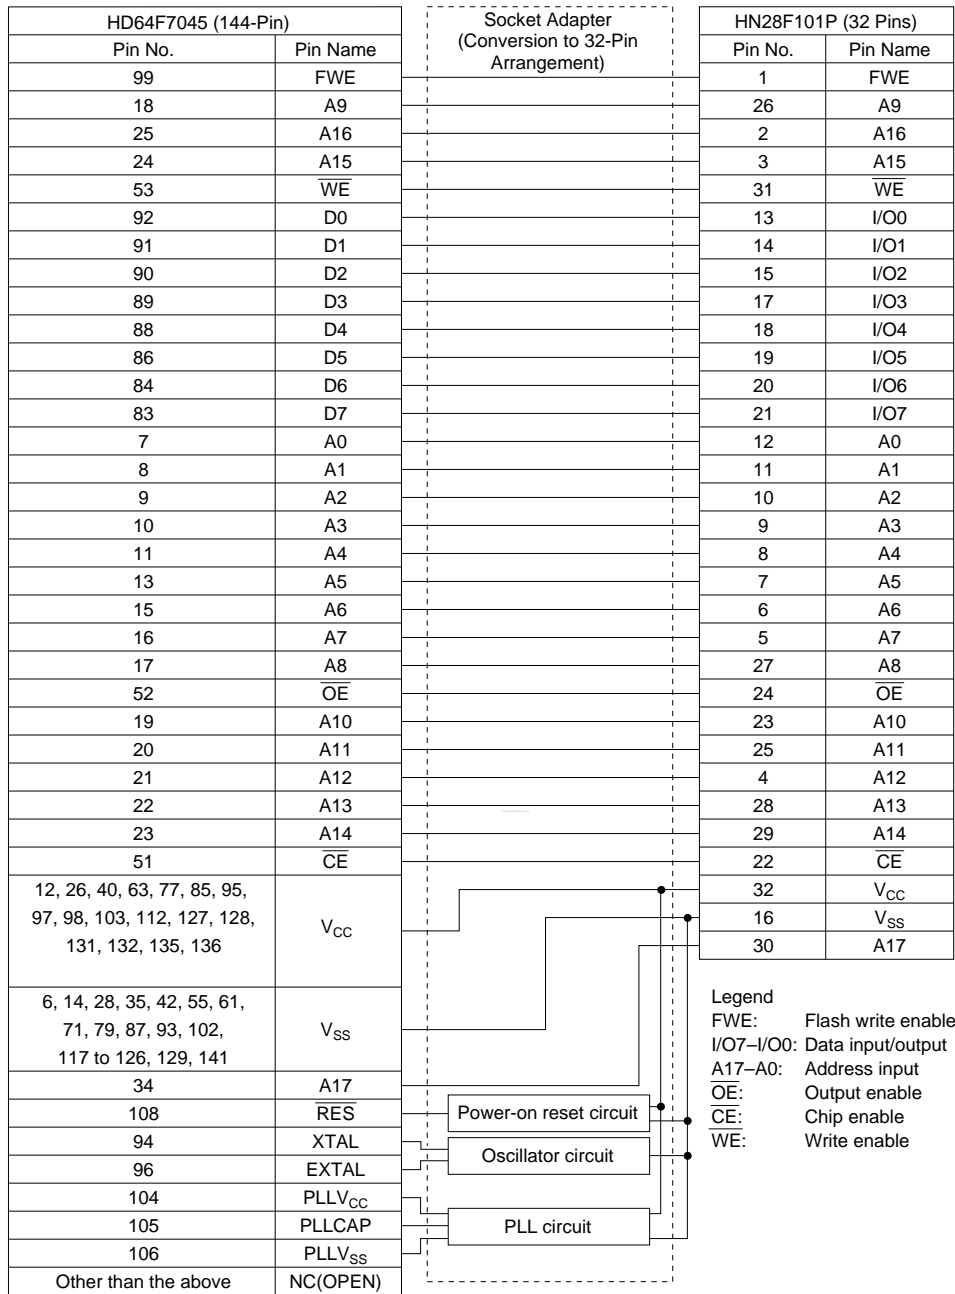 HD64F7045 (144-Pin)
Socket Adapter
(Conversion to 32-Pin
Arrangement)
HN28F101P (32 Pins)
Pin No. Pin Name Pin No. Pin Name
99 FWE 1 FWE
18 A9 26 A9
25 A16 2 A16
24 A15 3 A15
53 W̅E̅ 31 W̅E̅
92 D0 13 I/O0
91 D1 14 I/O1
90 D2 15 I/O2
89 D3 17 I/O3
88 D4 18 I/O4
86 D5 19 I/O5
84 D6 20 I/O6
83 D7 21 I/O7
7 A0 12 A0
8 A1 11 A1
9 A2 10 A2
10 A3 9 A3
11 A4 8 A4
13 A5 7 A5
15 A6 6 A6
16 A7 5 A7
17 A8 27 A8
52 O̅E̅ 24 O̅E̅
19 A10 23 A10
20 A11 25 A11
21 A12 4 A12
22 A13 28 A13
23 A14 29 A14
51 C̅E̅ 22 C̅E̅
12, 26, 40, 63, 77, 85, 95,
97, 98, 103, 112, 127, 128,
131, 132, 135, 136
VCC
32 VCC
16 VSS
30 A17
6, 14, 28, 35, 42, 55, 61,
71, 79, 87, 93, 102,
117 to 126, 129, 141
VSS
34 A17
108 R̅E̅S̅ Power-on reset circuit
94 XTAL
Oscillator circuit
96 EXTAL
104 PLLVCC
105 PLLCAP PLL circuit
106 PLLVSS
Other than the above NC(OPEN)
Legend
FWE: Flash write enable
I/O7–I/O0: Data input/output
A17–A0: Address input
O̅E̅: Output enable
C̅E̅: Chip enable
W̅E̅: Write enable